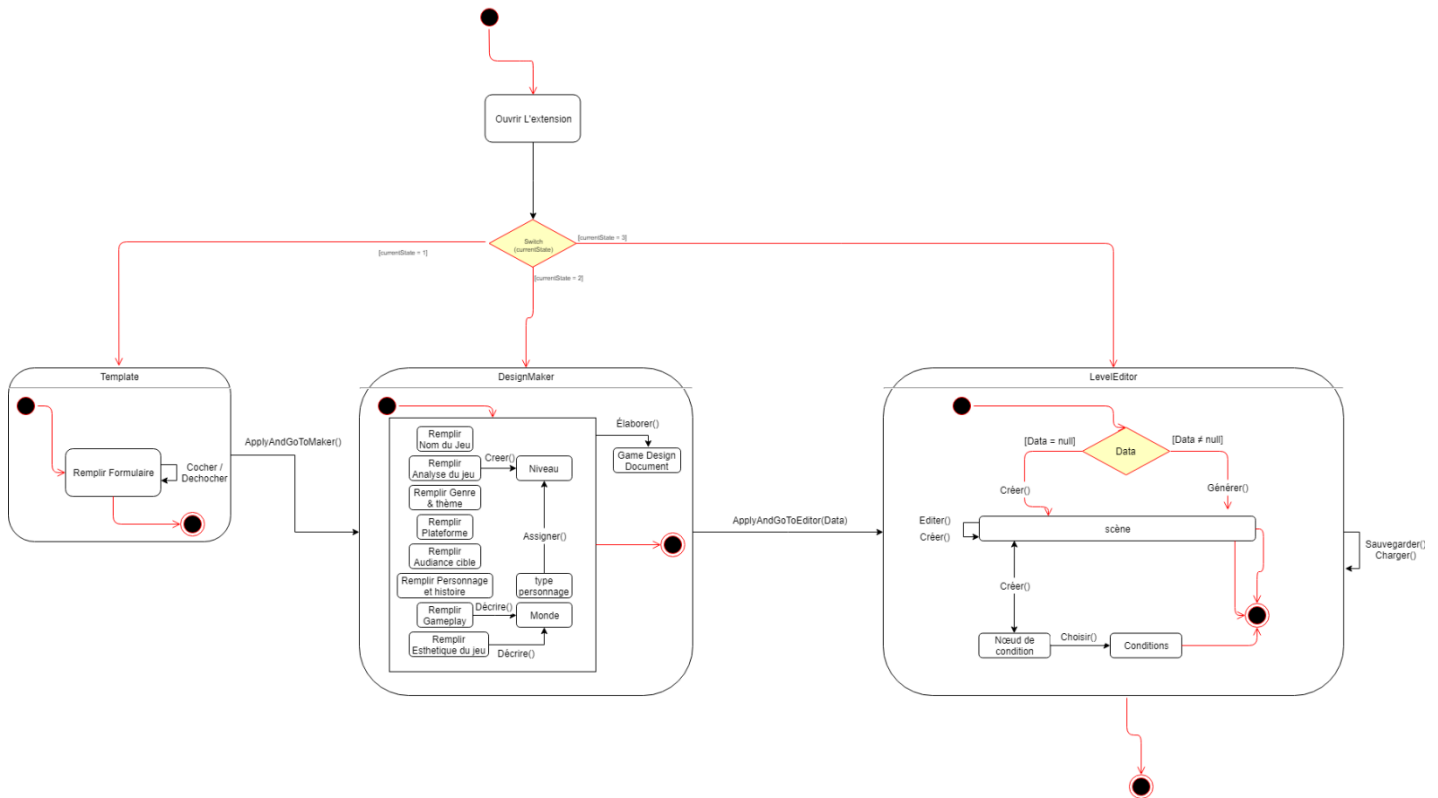 Ouvrir L'extension
Switch
(currentState)
[currentState = 3]
[currentState = 1]
[currentState = 2]
Template
Remplir Formulaire
Cocher /
Dechocher
ApplyAndGoToMaker()
DesignMaker
Remplir
Nom du Jeu
Remplir
Analyse du jeu
Creer()
Niveau
Remplir Genre
& thème
Remplir
Plateforme
Assigner()
Remplir
Audiance cible
Remplir Personnage
et histoire
type
personnage
Remplir
Gameplay
Décrire()
Monde
Remplir
Esthetique du jeu
Décrire()
Élaborer()
Game Design
Document
ApplyAndGoToEditor(Data)
LevelEditor
[Data = null]
[Data ≠ null]
Data
Créer()
Générer()
Editer()
Créer()
scène
Créer()
Nœud de
condition
Choisir()
Conditions
Sauvegarder()
Charger()